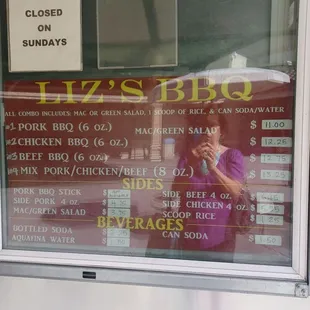 CLOSED
ON
SUNDAYS
LIZ'S BBQ
ALL COMBO INCLUDES: MAC OR GREEN SALAD, 1 SCOOP OF RICE, & CAN SODA/WATER
#1 PORK BBQ (6 oz.) MAC/GREEN SALAD $ 11.00
#2 CHICKEN BBQ (6 oz.) $ 12.25
#3 BEEF BBQ (6 oz.) $
#4 MIX PORK/CHICKEN/BEEF (8 oz.) $
SIDES
PORK BBQ STICK $ SIDE BEEF 4 oz. $
SIDE PORK 4 oz. $ SIDE CHICKEN 4 oz. $
MAC/GREEN SALAD $ SCOOP RICE $
BEVERAGES
BOTTLED SODA $ CAN SODA $
AQUAFINA WATER $